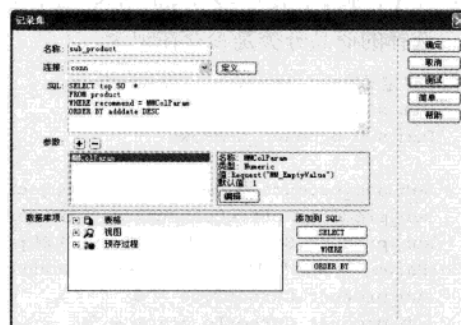 记录集
名称: sub_product
确定
连接: conn
定义...
取消
SQL: SELECT top 50 *
FROM product
WHERE recommend = MMColParam
ORDER BY adddate DESC
测试
简单...
帮助
参数:
MMColParam
名称: MMColParam
类型: Numeric
值: Request("MM_EmptyValue")
默认值: 1
编辑...
数据库项: 表格
视图
预存过程
添加到 SQL:
SELECT
WHERE
ORDER BY